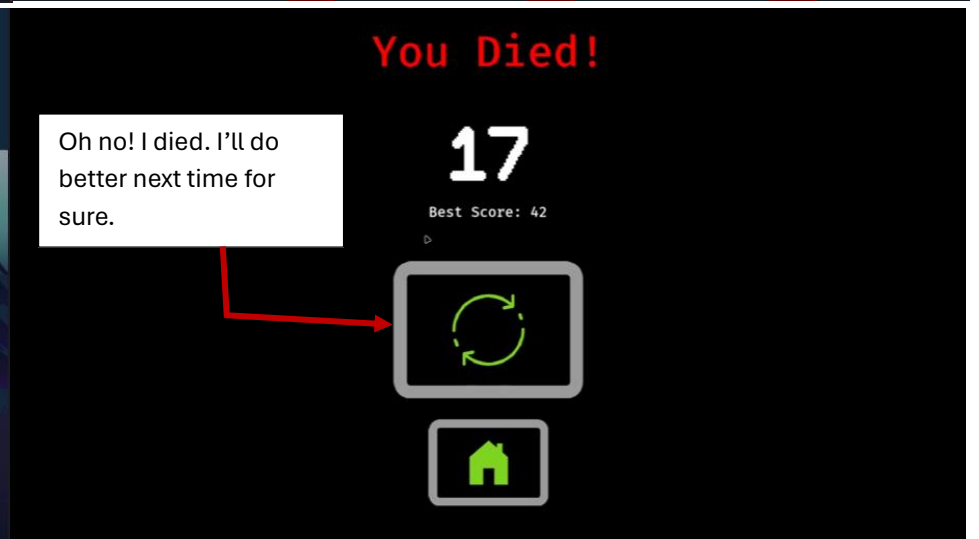 You Died!
Oh no! I died. I’ll do
better next time for
sure.
17
Best Score: 42